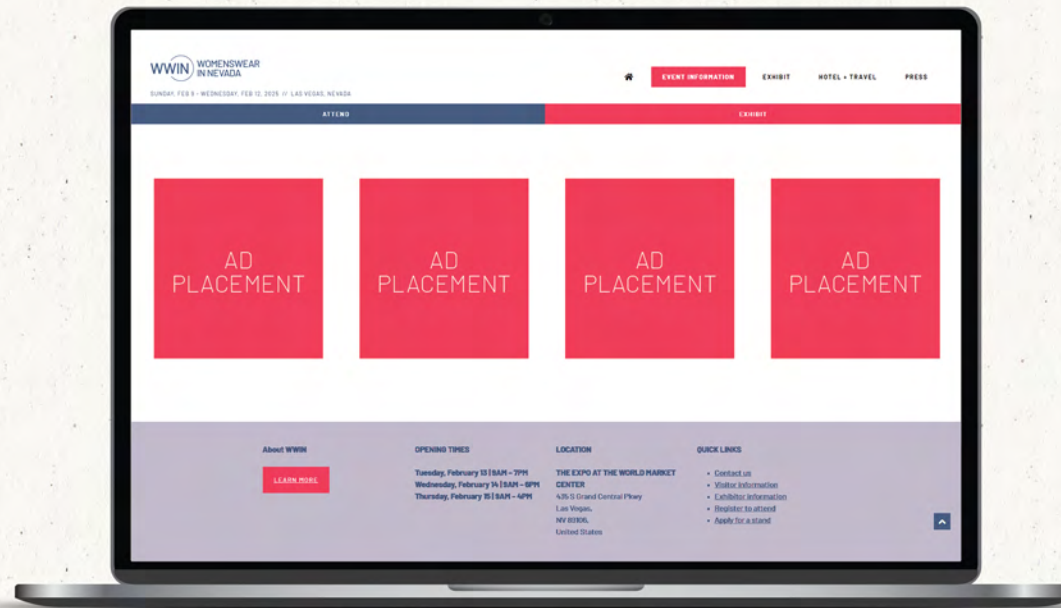 WWIN WOMENSWEAR
IN NEVADA
SUNDAY, FEB 9 - WEDNESDAY, FEB 12, 2025 // LAS VEGAS, NEVADA
EVENT INFORMATION EXHIBIT HOTEL + TRAVEL PRESS
ATTEND EXHIBIT
AD
PLACEMENT
AD
PLACEMENT
AD
PLACEMENT
AD
PLACEMENT
About WWIN
LEARN MORE
OPENING TIMES
Tuesday, February 13 | 9AM – 7PM
Wednesday, February 14 | 9AM – 6PM
Thursday, February 15 | 9AM – 4PM
LOCATION
THE EXPO AT THE WORLD MARKET
CENTER
435 S Grand Central Pkwy
Las Vegas,
NV 89106,
United States
QUICK LINKS
• Contact us
• Visitor information
• Exhibitor information
• Register to attend
• Apply for a stand